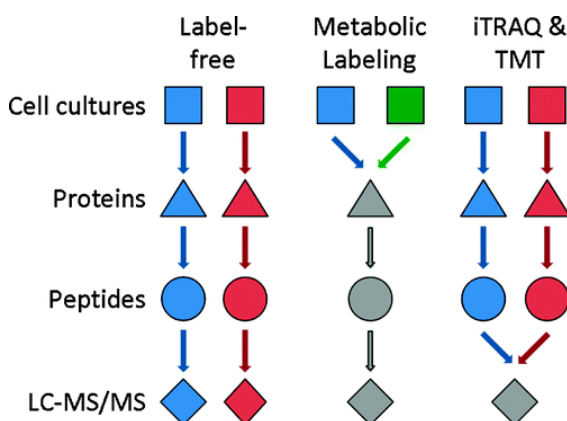 Label-
free
Metabolic
Labeling
iTRAQ &
TMT
Cell cultures
Proteins
Peptides
LC-MS/MS